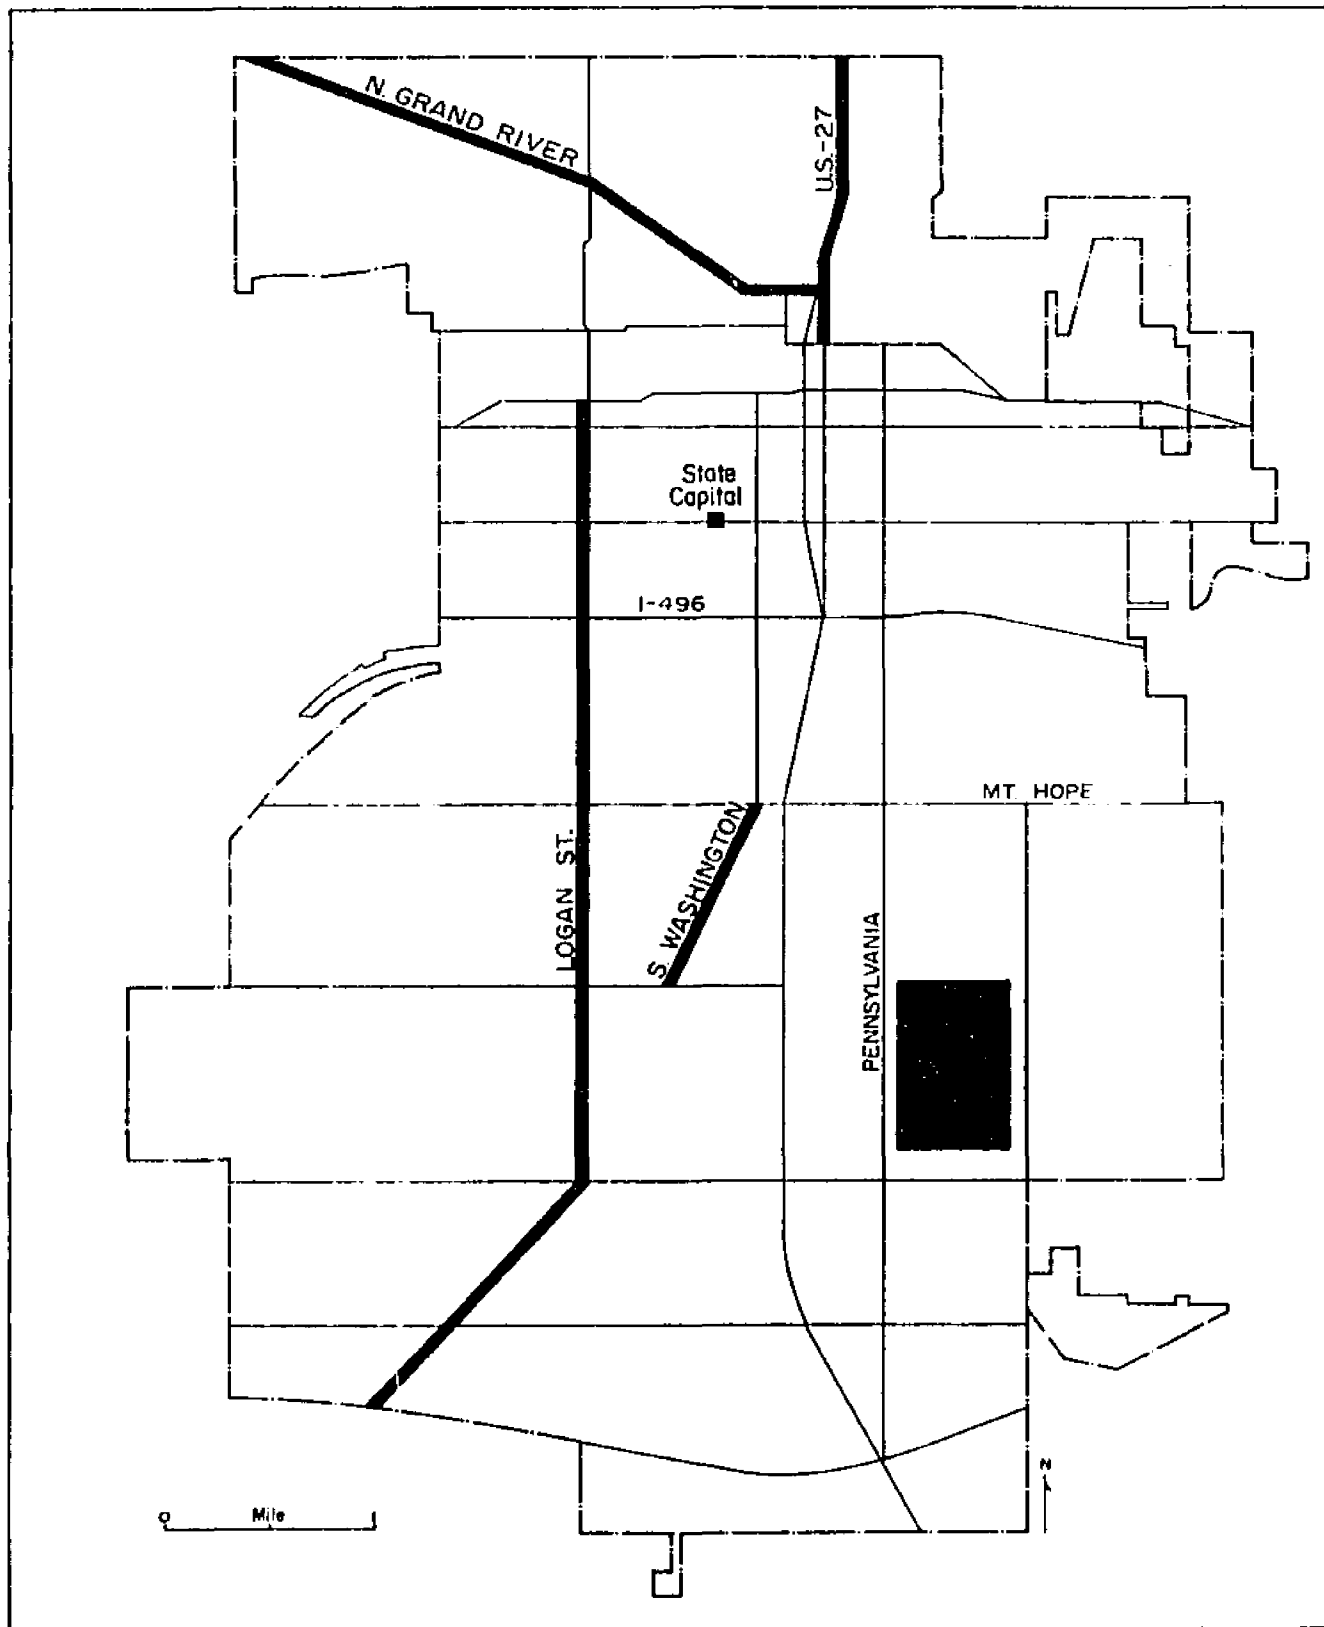 N. GRAND RIVER
U.S.-27
State
Capital
I-496
MT. HOPE
LOGAN ST.
S. WASHINGTON
PENNSYLVANIA
N
0 Mile 1